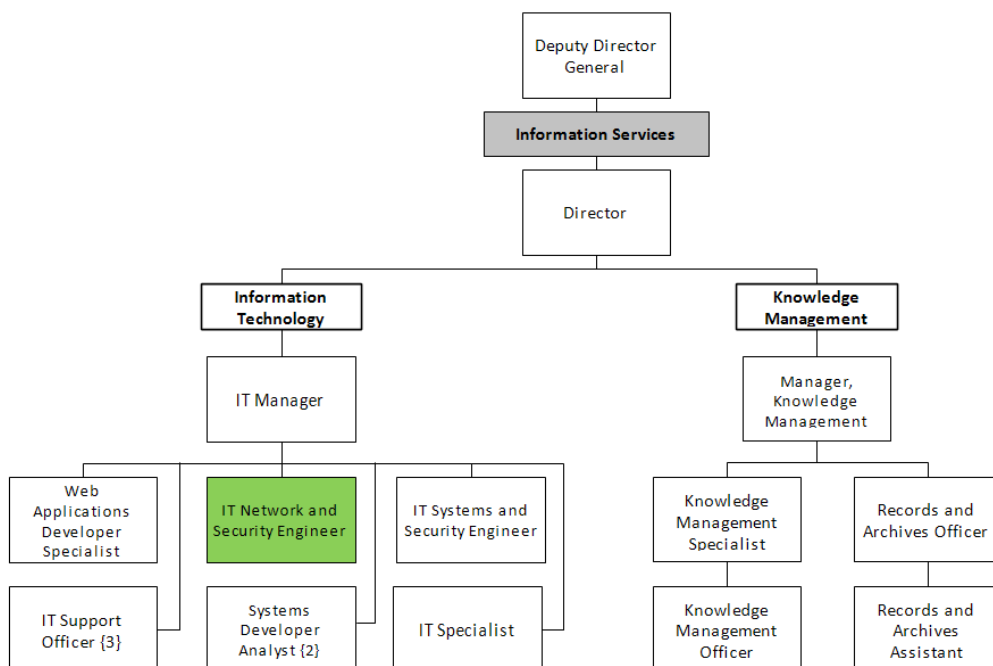 Deputy Director
General
Information Services
Director
Information
Technology
Knowledge
Management
IT Manager
Manager,
Knowledge
Management
Web
Applications
Developer
Specialist
IT Network and
Security Engineer
IT Systems and
Security Engineer
Knowledge
Management
Specialist
Records and
Archives Officer
IT Support
Officer {3}
Systems
Developer
Analyst {2}
IT Specialist
Knowledge
Management
Officer
Records and
Archives
Assistant